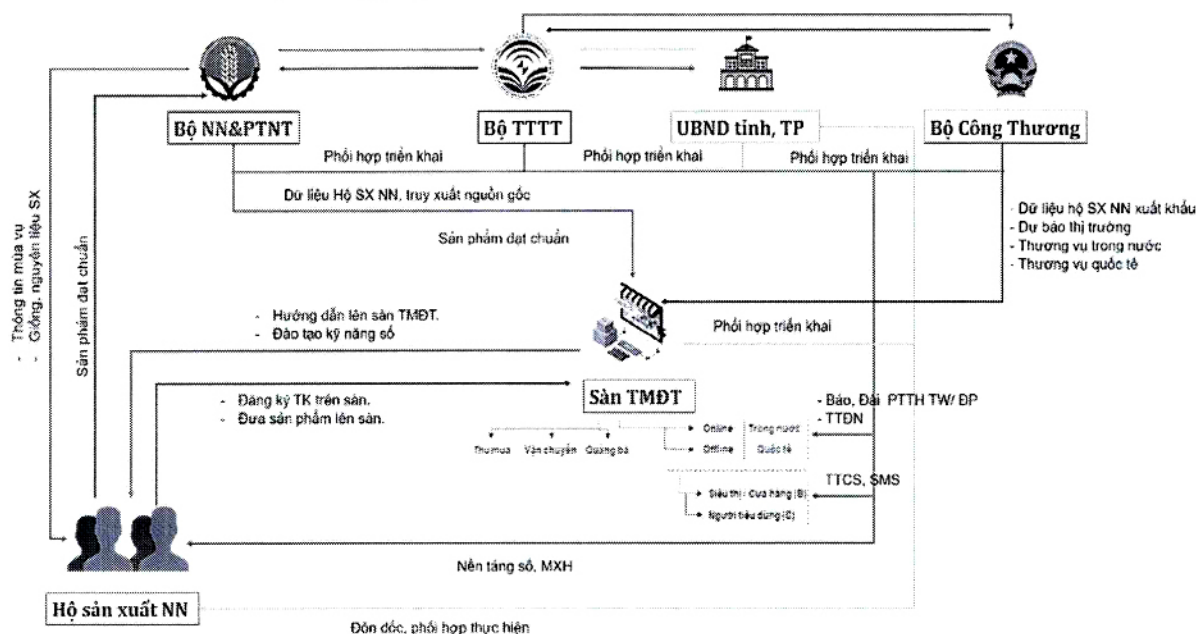 Bộ NN&PTNT
Bộ TTTT
UBND tỉnh, TP
Bộ Công Thương
Phối hợp triển khai
Phối hợp triển khai
Phối hợp triển khai
Dữ liệu Hộ SX NN, truy xuất nguồn gốc
Sản phẩm đạt chuẩn
- Dữ liệu hộ SX NN xuất khẩu
- Dự báo thị trường
- Thương vụ trong nước
- Thương vụ quốc tế
- Thông tin mùa vụ
- Giống, nguyên liệu SX
Sản phẩm đạt chuẩn
- Hướng dẫn lên sàn TMĐT.
- Đào tạo kỹ năng số
Phối hợp triển khai
- Đăng ký TK trên sàn.
- Đưa sản phẩm lên sàn.
Sàn TMĐT
- Báo, Đài PTTH TW/ ĐP
- TTĐN
Thu mua
Vận chuyển
Quảng bá
Online
Offline
Trong nước
Quốc tế
TTCS, SMS
Siêu thị - Cửa hàng (B)
Người tiêu dùng (C)
Nền tảng số, MXH
Hộ sản xuất NN
Đôn đốc, phối hợp thực hiện